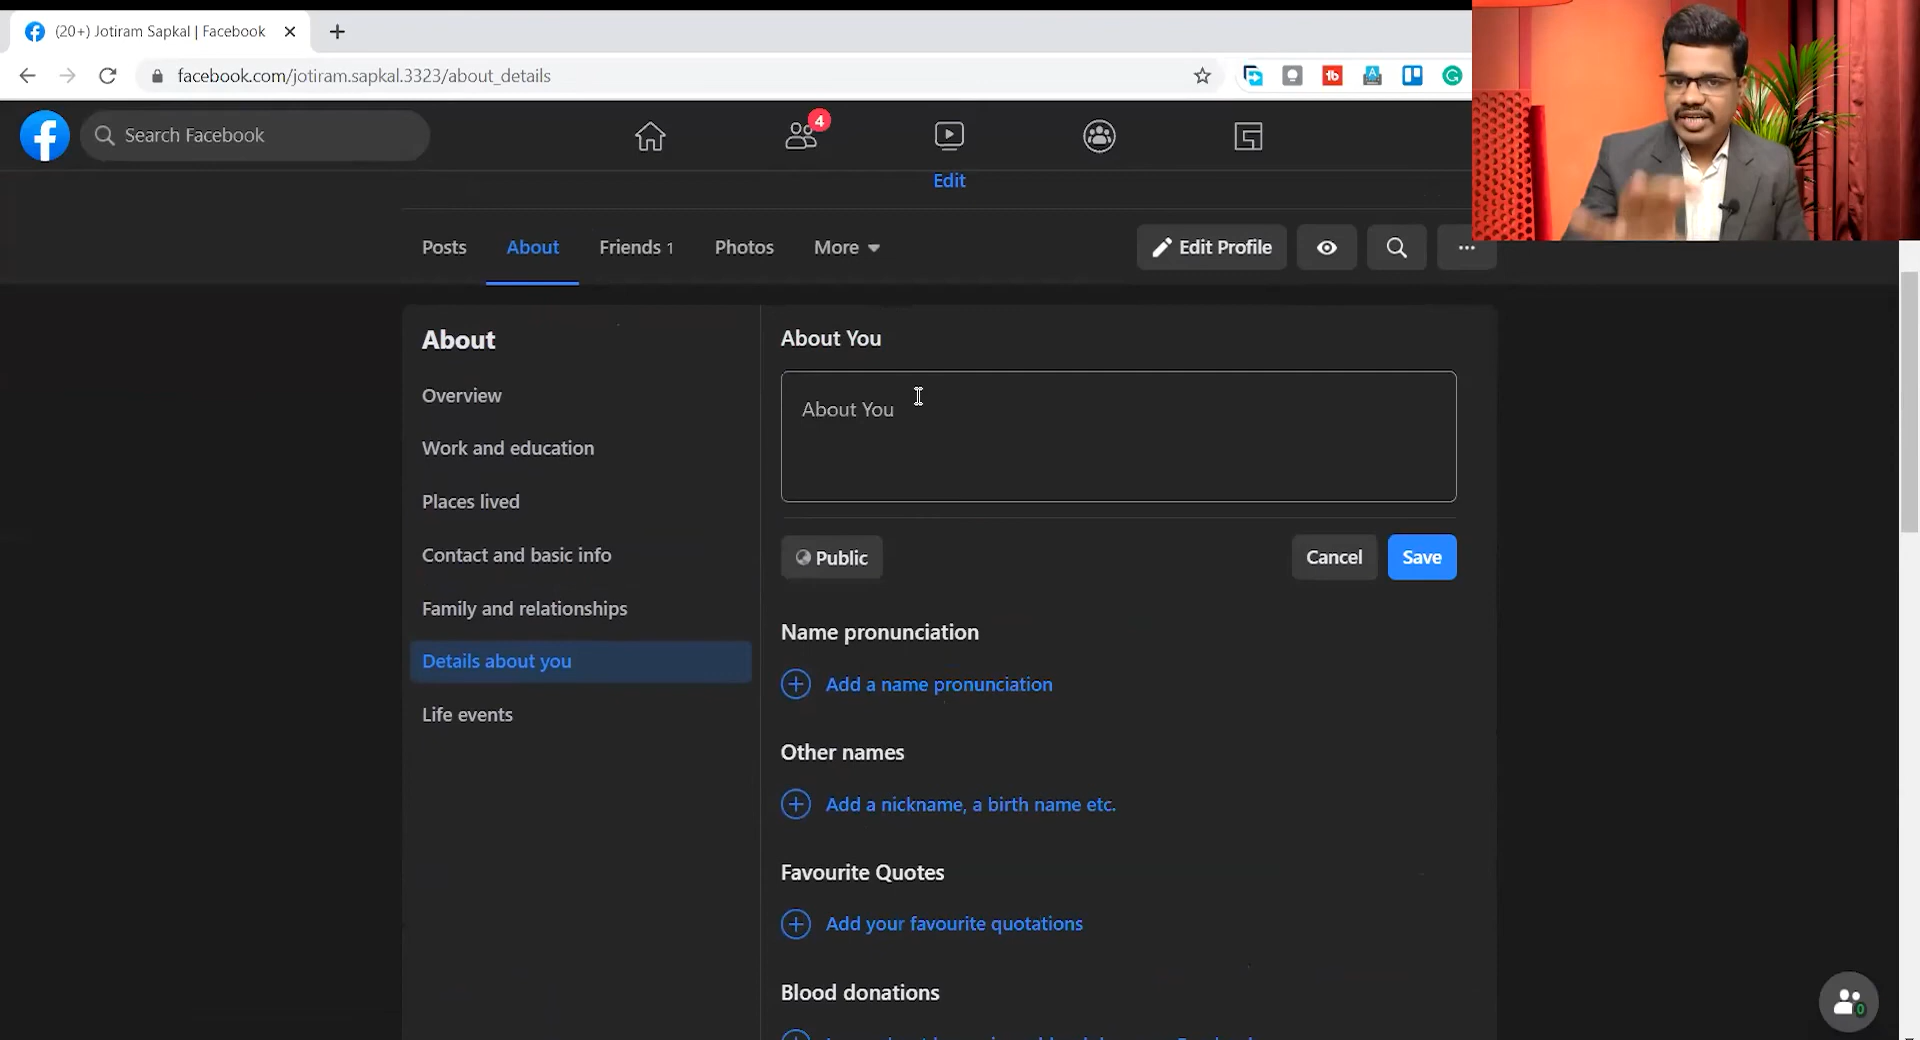 (20+) Jotiram Sapkal | Facebook
facebook.com/jotiram.sapkal.3323/about_details
Search Facebook
4
Edit
Posts
About
Friends 1
Photos
More
Edit Profile
About
Overview
Work and education
Places lived
Contact and basic info
Family and relationships
Details about you
Life events
About You
About You
Public
Cancel
Save
Name pronunciation
Add a name pronunciation
Other names
Add a nickname, a birth name etc.
Favourite Quotes
Add your favourite quotations
Blood donations
0